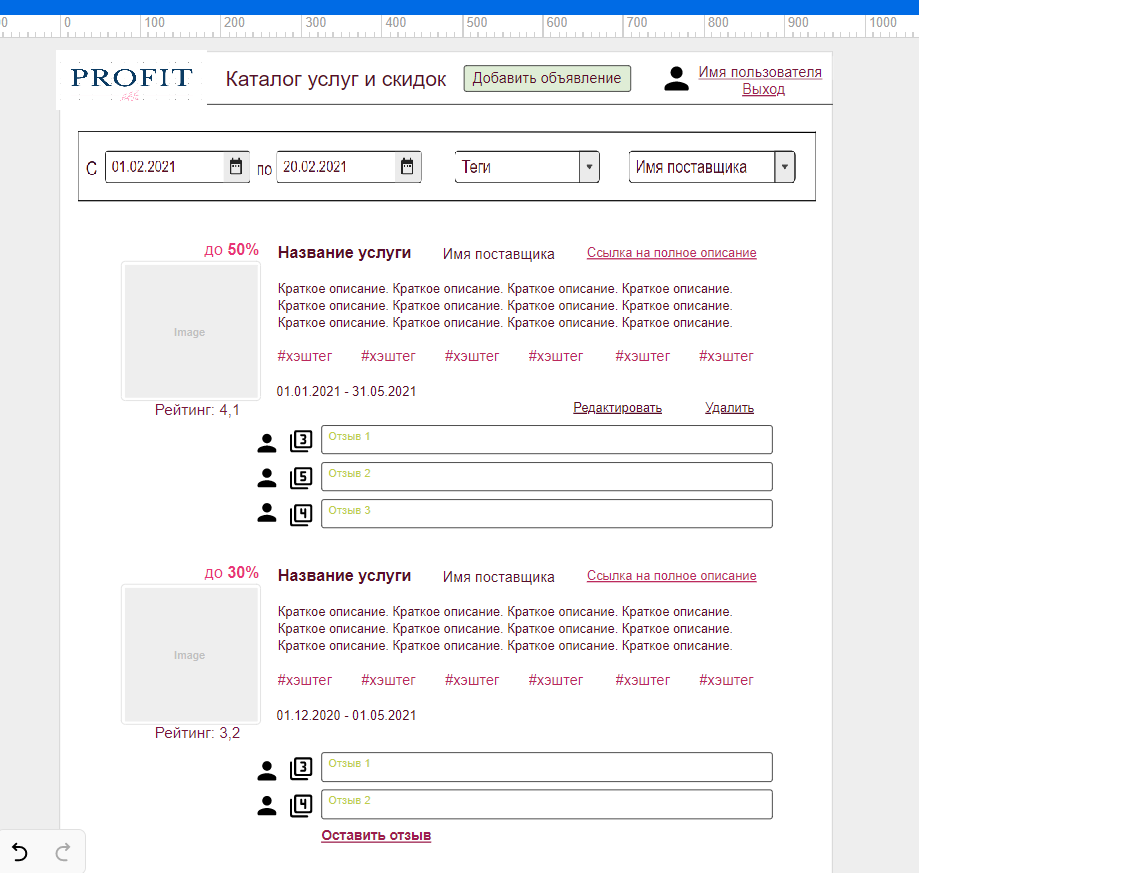 0 0 100 200 300 400 500 600 700 800 900 1000
PROFIT
Каталог услуг и скидок
Добавить объявление
Имя пользователя
Выход
С 01.02.2021 по 20.02.2021 Теги Имя поставщика
до 50% Название услуги Имя поставщика Ссылка на полное описание
Image
Краткое описание. Краткое описание. Краткое описание. Краткое описание.
Краткое описание. Краткое описание. Краткое описание. Краткое описание.
Краткое описание. Краткое описание. Краткое описание. Краткое описание.
#хэштег #хэштег #хэштег #хэштег #хэштег #хэштег
01.01.2021 - 31.05.2021
Рейтинг: 4,1
Редактировать Удалить
3 Отзыв 1
5 Отзыв 2
4 Отзыв 3
до 30% Название услуги Имя поставщика Ссылка на полное описание
Image
Краткое описание. Краткое описание. Краткое описание. Краткое описание.
Краткое описание. Краткое описание. Краткое описание. Краткое описание.
Краткое описание. Краткое описание. Краткое описание. Краткое описание.
#хэштег #хэштег #хэштег #хэштег #хэштег #хэштег
01.12.2020 - 01.05.2021
Рейтинг: 3,2
3 Отзыв 1
4 Отзыв 2
Оставить отзыв